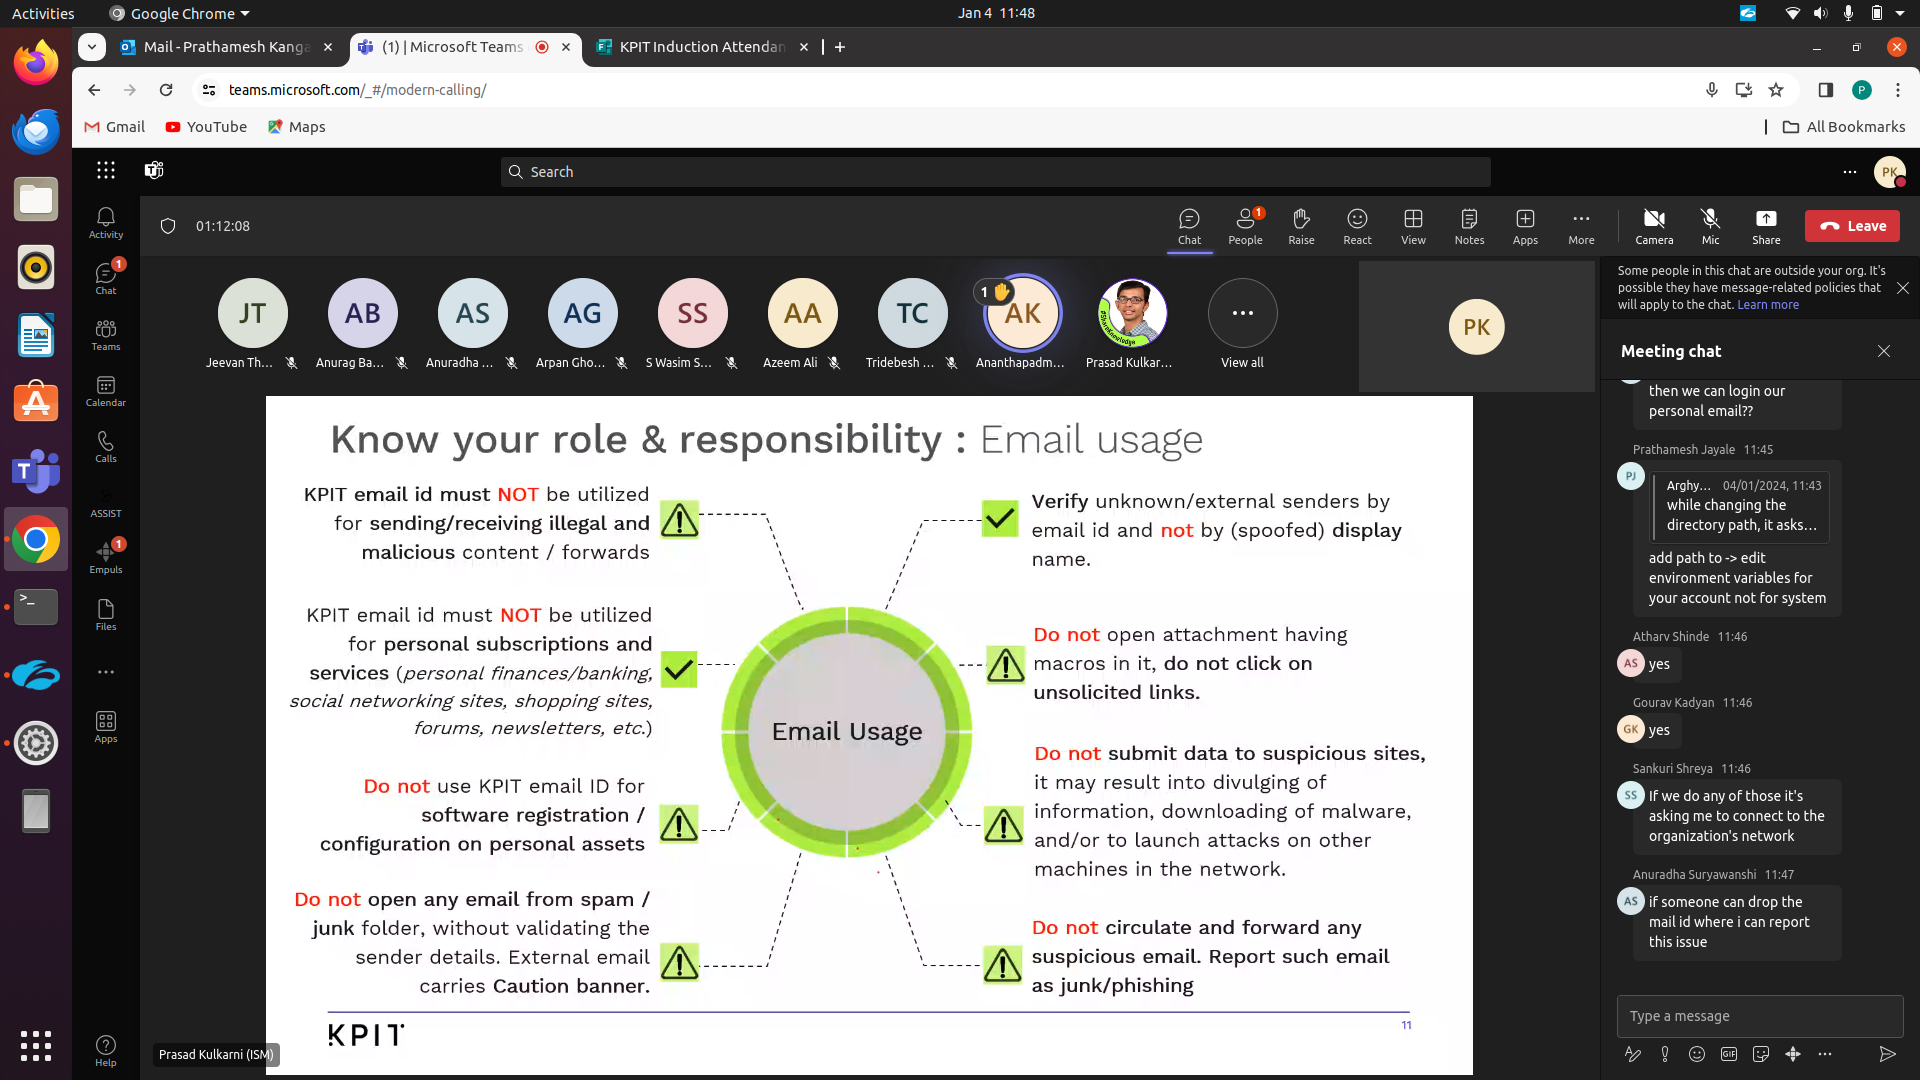 Activities
Google Chrome
Jan 4 11:48
Mail - Prathamesh Kanga
(1) | Microsoft Teams
KPIT Induction Attendan
teams.microsoft.com/_#/modern-calling/
P
Gmail
YouTube
Maps
All Bookmarks
Search
PK
Activity
Chat
1
Teams
Calendar
Calls
ASSIST
Empuls
1
Files
Apps
Help
01:12:08
Chat
People
1
Raise
React
View
Notes
Apps
More
Camera
Mic
Share
Leave
JT
AB
AS
AG
SS
AA
TC
1
AK
#ShareKnowledge
Jeevan Th...
Anurag Ba...
Anuradha ...
Arpan Gho...
S Wasim S...
Azeem Ali
Tridebesh ...
Ananthapadm...
Prasad Kulkar...
View all
PK
Know your role & responsibility : Email usage
KPIT email id must NOT be utilized
for sending/receiving illegal and
malicious content / forwards
KPIT email id must NOT be utilized
for personal subscriptions and
services (personal finances/banking,
social networking sites, shopping sites,
forums, newsletters, etc.)
Do not use KPIT email ID for
software registration /
configuration on personal assets
Do not open any email from spam /
junk folder, without validating the
sender details. External email
carries Caution banner.
Email Usage
Verify unknown/external senders by
email id and not by (spoofed) display
name.
Do not open attachment having
macros in it, do not click on
unsolicited links.
Do not submit data to suspicious sites,
it may result into divulging of
information, downloading of malware,
and/or to launch attacks on other
machines in the network.
Do not circulate and forward any
suspicious email. Report such email
as junk/phishing
11
KPIT
Prasad Kulkarni (ISM)
Some people in this chat are outside your org. It's
possible they have message-related policies that
will apply to the chat. Learn more
Meeting chat
then we can login our
personal email??
Prathamesh Jayale 11:45
PJ
Arghy... 04/01/2024, 11:43
while changing the
directory path, it asks...
add path to -> edit
environment variables for
your account not for system
Atharv Shinde 11:46
AS
yes
Gourav Kadyan 11:46
GK
yes
Sankuri Shreya 11:46
SS
If we do any of those it's
asking me to connect to the
organization's network
Anuradha Suryawanshi 11:47
AS
if someone can drop the
mail id where i can report
this issue
Type a message
GIF